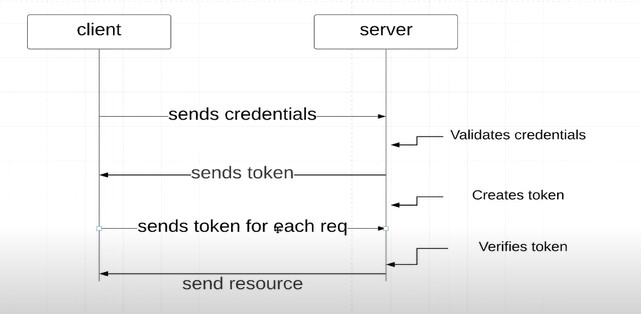 client
server
sends credentials
Validates credentials
sends token
Creates token
sends token for each req
Verifies token
send resource